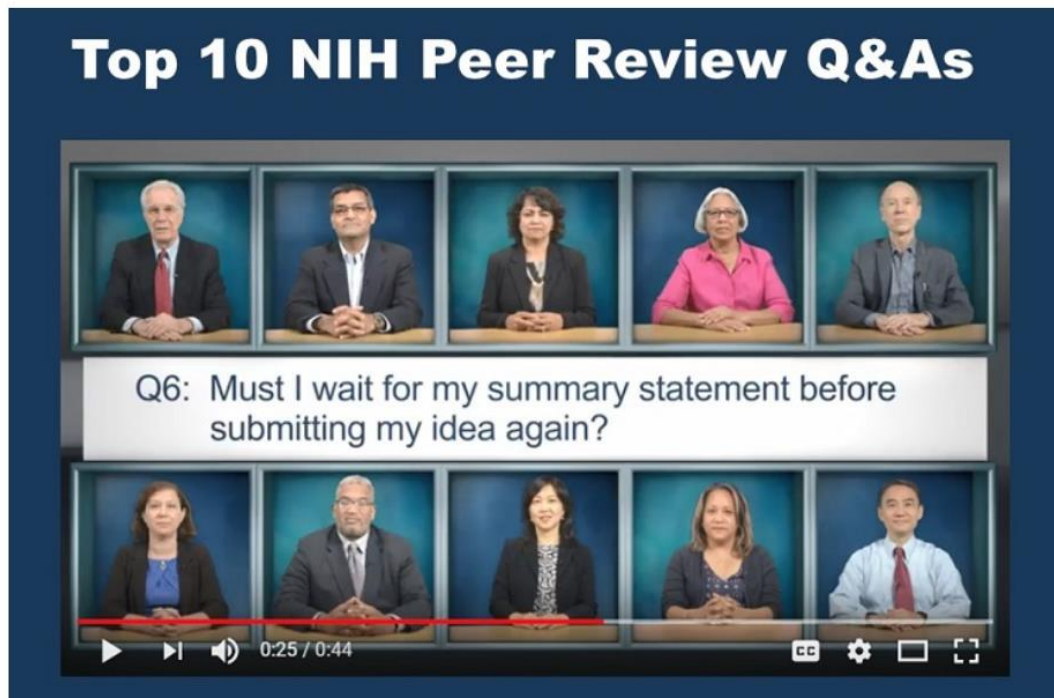 Top 10 NIH Peer Review Q&As
Q6: Must I wait for my summary statement before
submitting my idea again?
0:25 / 0:44
CC